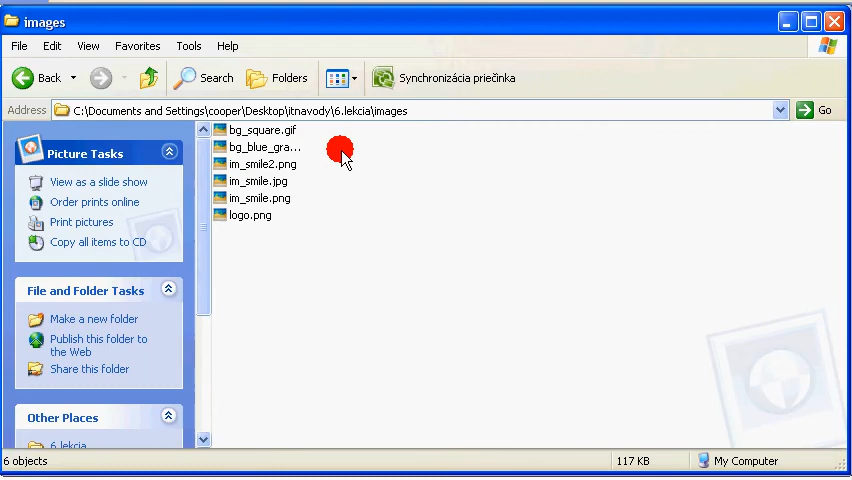 images
File Edit View Favorites Tools Help
Back Search Folders Synchronizácia priečinka
Address C:\Documents and Settings\cooper\Desktop\itnavody\6.lekcia\images Go
Picture Tasks
View as a slide show
Order prints online
Print pictures
Copy all items to CD
File and Folder Tasks
Make a new folder
Publish this folder to
the Web
Share this folder
Other Places
6.lekcia
bg_square.gif
bg_blue_gra...
im_smile2.png
im_smile.jpg
im_smile.png
logo.png
6 objects 117 KB My Computer